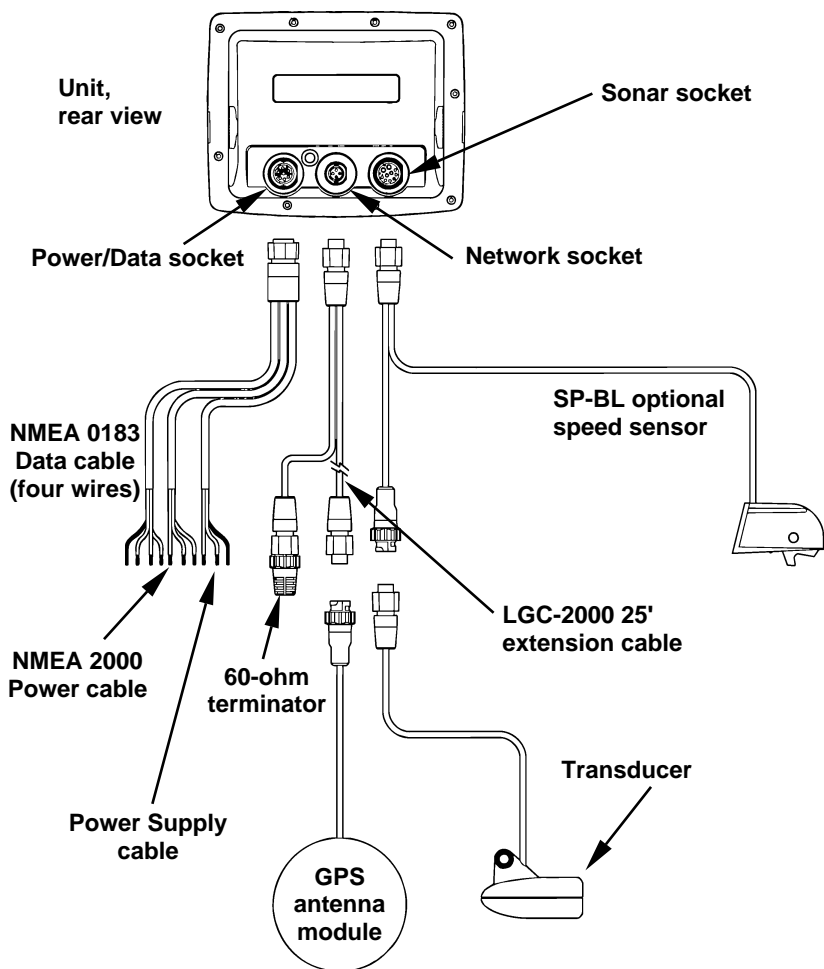 Unit,
rear view
Sonar socket
Power/Data socket
Network socket
SP-BL optional
speed sensor
NMEA 0183
Data cable
(four wires)
LGC-2000 25'
extension cable
NMEA 2000
Power cable
60-ohm
terminator
Transducer
Power Supply
cable
GPS
antenna
module